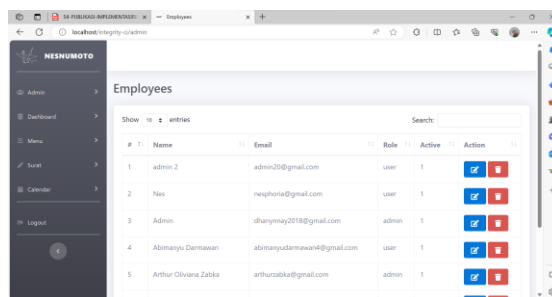 54-PUBLIKASI-IMPLEMENTASI
Employees
localhost/integrity-ci/admin
NESNUMOTO
Admin
Dashboard
Menu
Surat
Calendar
Logout
Employees
Show 10 entries
Search:
# Name Email Role Active Action
1 admin 2 admin20@gmail.com user 1
2 Nes nesphoria@gmail.com user 1
3 Admin dhanynnay2018@gmail.com admin 1
4 Abimanyu Darmawan abimanyudarmawan4@gmail.com user 1
5 Arthur Oliviana Zabka arthurzabka@gmail.com admin 1